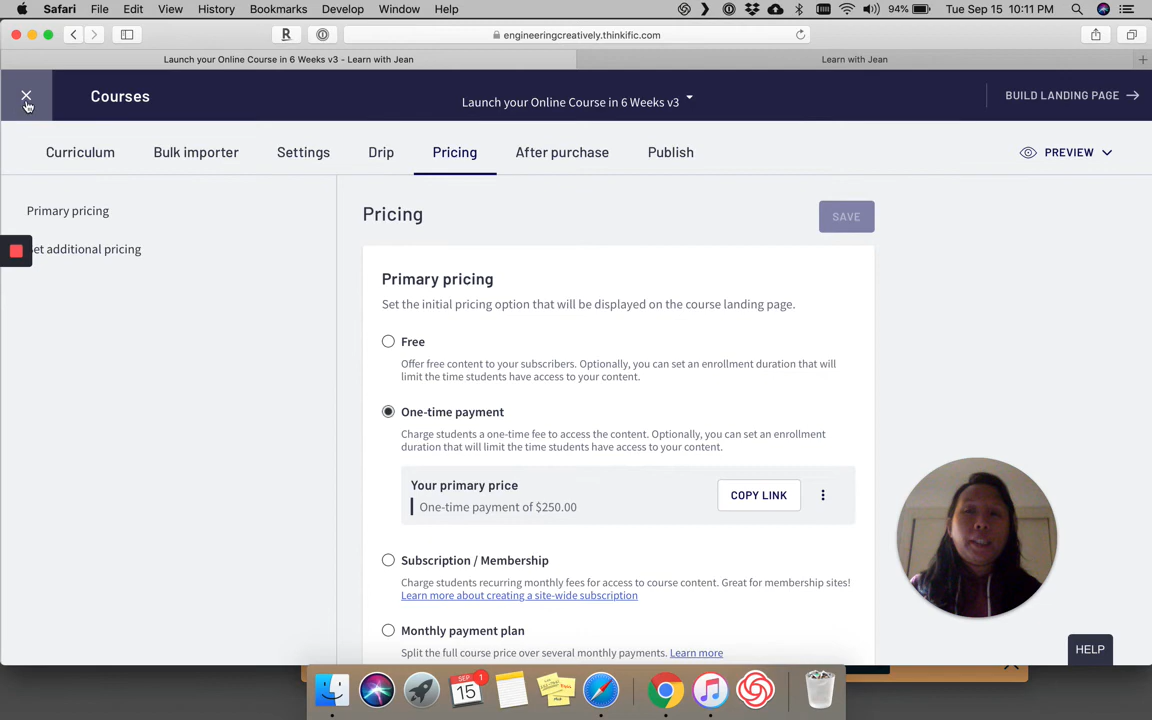 Safari File Edit View History Bookmarks Develop Window Help 94% Tue Sep 15 10:11 PM
R engineeringcreatively.thinkific.com
Launch your Online Course in 6 Weeks v3 - Learn with Jean
Learn with Jean
Courses
Launch your Online Course in 6 Weeks v3
BUILD LANDING PAGE
Curriculum Bulk importer Settings Drip Pricing After purchase Publish
PREVIEW
Primary pricing
et additional pricing
Pricing
SAVE
Primary pricing
Set the initial pricing option that will be displayed on the course landing page.
Free
Offer free content to your subscribers. Optionally, you can set an enrollment duration that will
limit the time students have access to your content.
One-time payment
Charge students a one-time fee to access the content. Optionally, you can set an enrollment
duration that will limit the time students have access to your content.
Your primary price
One-time payment of $250.00
COPY LINK
Subscription / Membership
Charge students recurring monthly fees for access to course content. Great for membership sites!
Learn more about creating a site-wide subscription
Monthly payment plan
Split the full course price over several monthly payments. Learn more
HELP
SEP
15
1